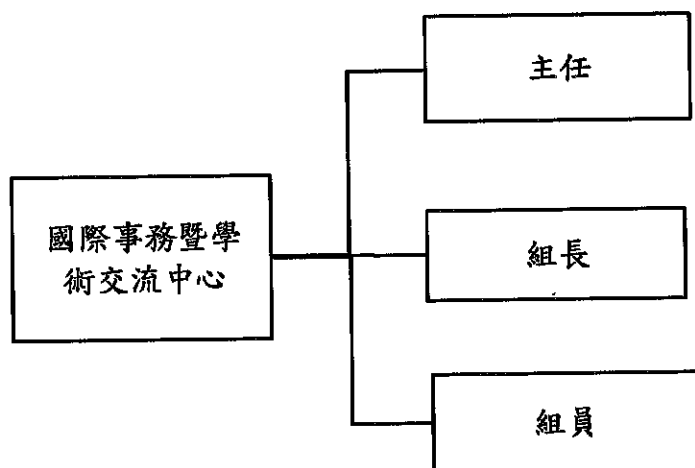 國際事務暨學
術交流中心
主任
組長
組員